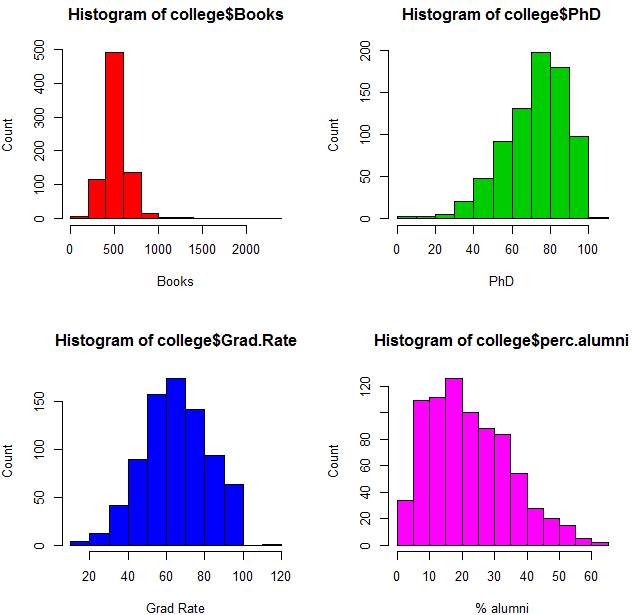 Histogram of college$Books
Count
0 100 200 300 400 500
0 500 1000 1500 2000
Books
Histogram of college$PhD
Count
0 50 100 150 200
0 20 40 60 80 100
PhD
Histogram of college$Grad.Rate
Count
0 50 100 150
20 40 60 80 100 120
Grad Rate
Histogram of college$perc.alumni
Count
0 20 40 60 80 120
0 10 20 30 40 50 60
% alumni